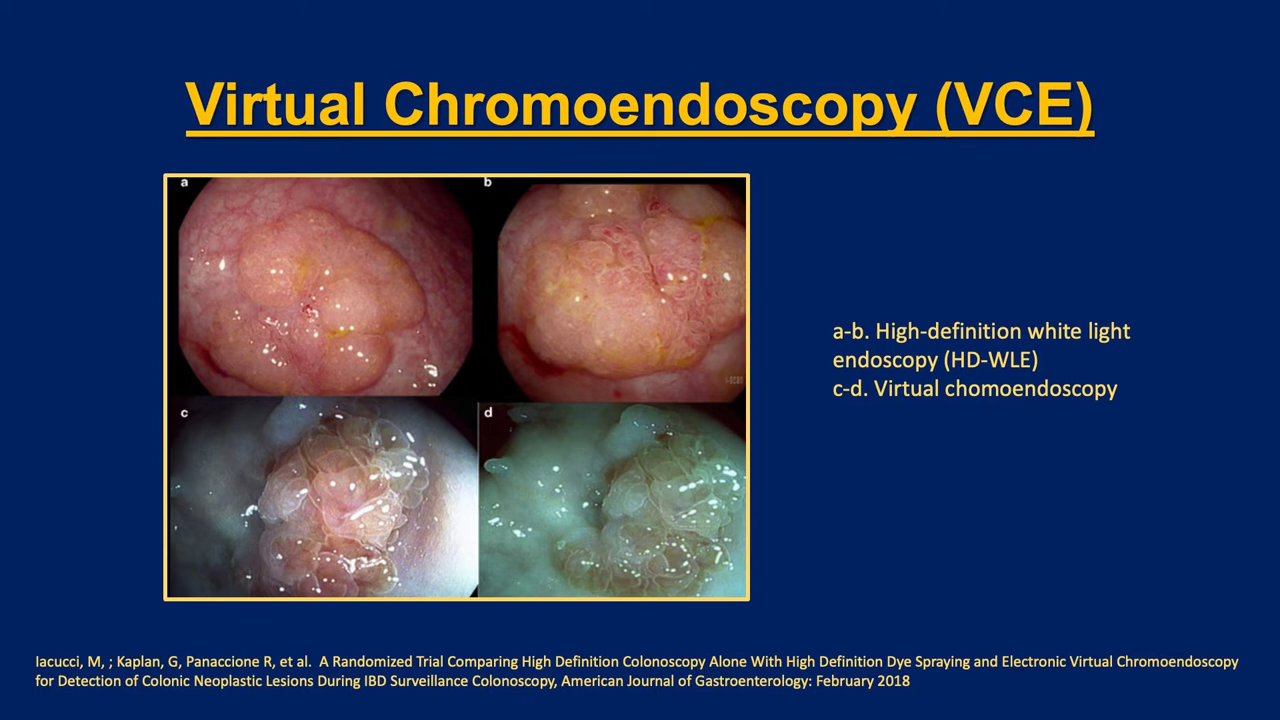 Virtual Chromoendoscopy (VCE)
a
b
c
d
a-b. High-definition white light
endoscopy (HD-WLE)
c-d. Virtual chomoendoscopy
Iacucci, M, ; Kaplan, G, Panaccione R, et al.  A Randomized Trial Comparing High Definition Colonoscopy Alone With High Definition Dye Spraying and Electronic Virtual Chromoendoscopy
for Detection of Colonic Neoplastic Lesions During IBD Surveillance Colonoscopy, American Journal of Gastroenterology: February 2018